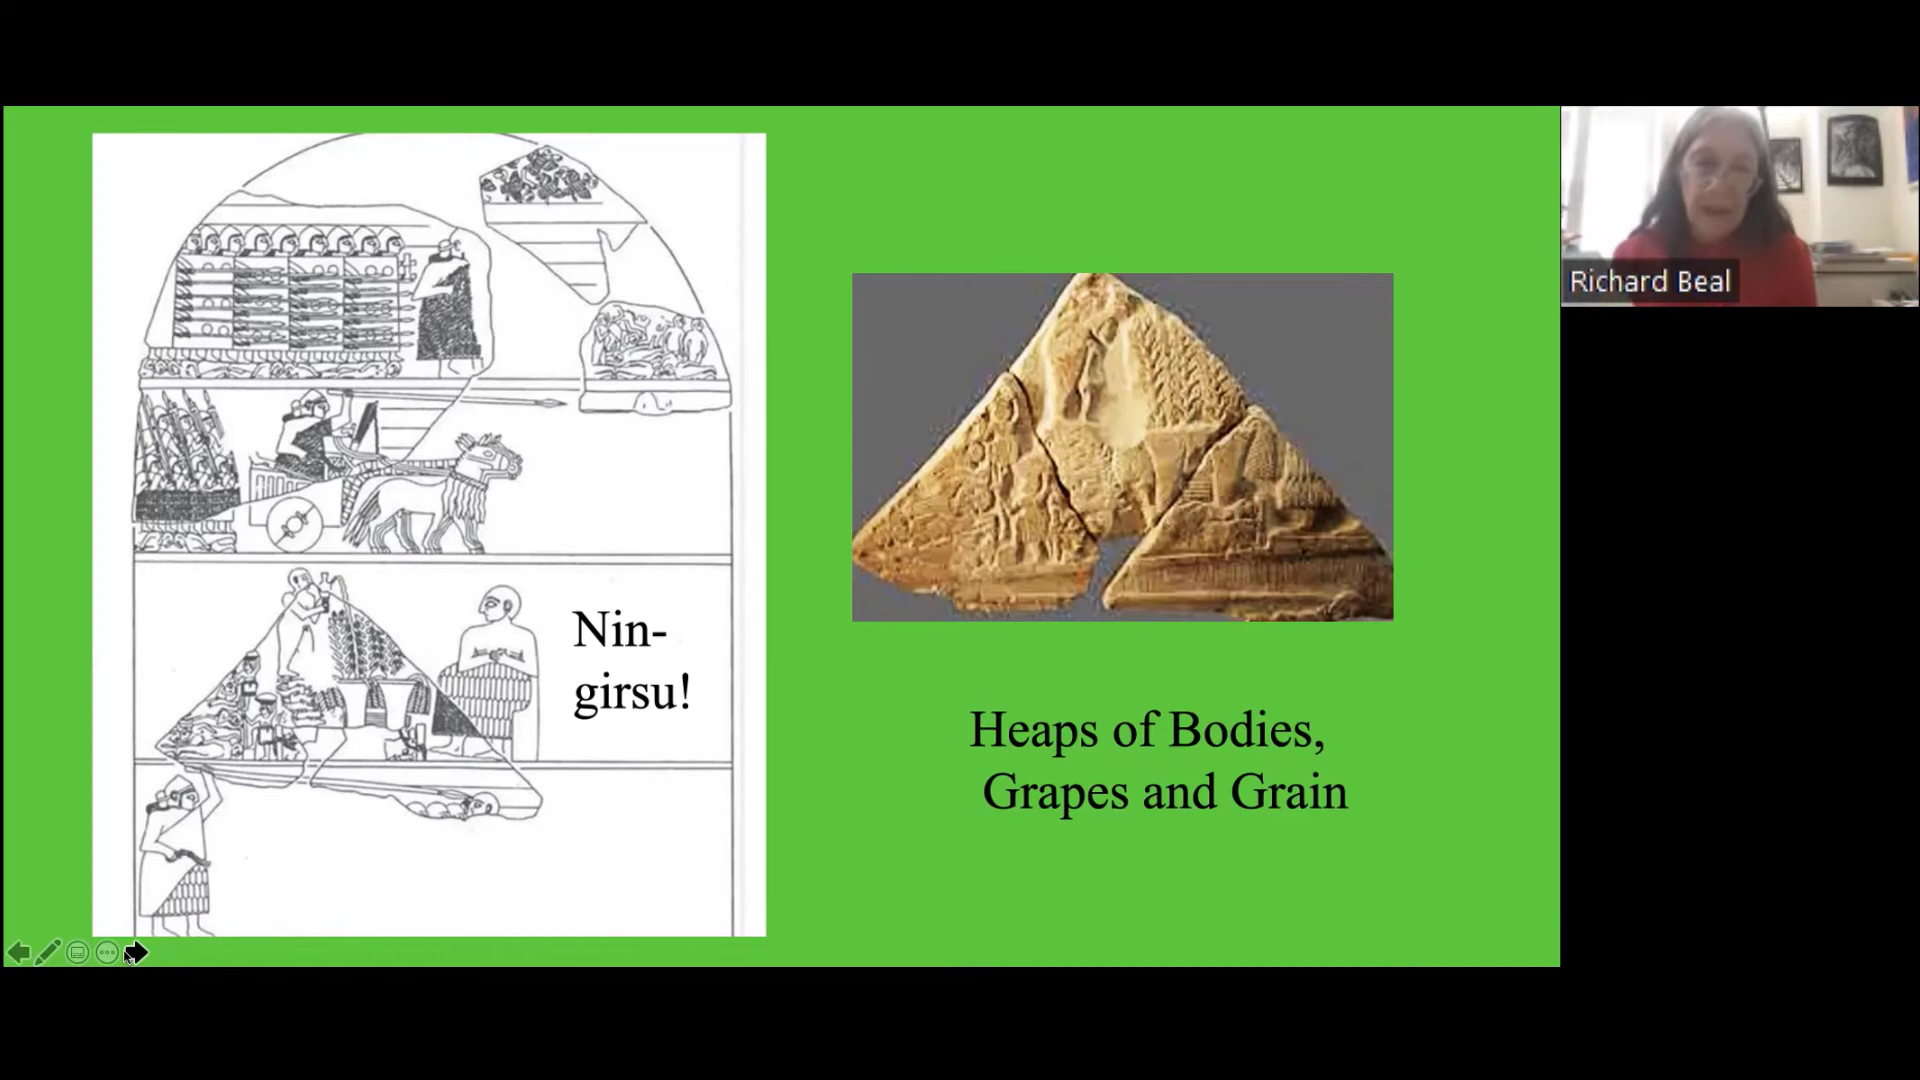 Nin-
girsu!
Heaps of Bodies,
Grapes and Grain
Richard Beal